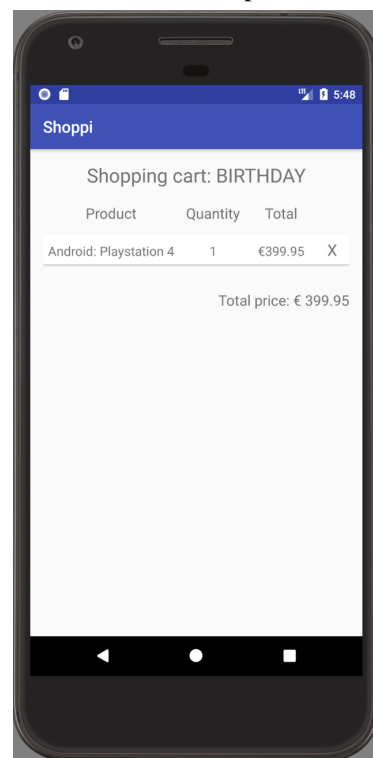 LTE 5:48
Shoppi
Shopping cart: BIRTHDAY
Product Quantity Total
Android: Playstation 4 1 €399.95 X
Total price: € 399.95